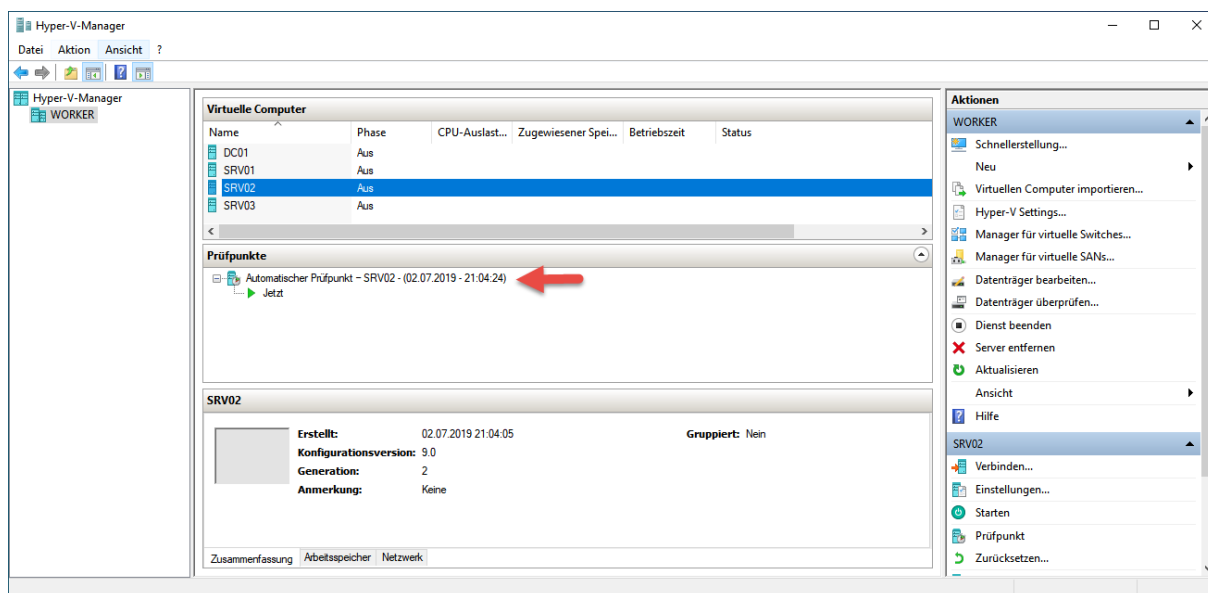 Hyper-V-Manager
Datei Aktion Ansicht ?
Hyper-V-Manager
WORKER
Virtuelle Computer
Name Phase CPU-Auslast... Zugewiesener Spei... Betriebszeit Status
DC01 Aus
SRV01 Aus
SRV02 Aus
SRV03 Aus
Prüfpunkte
Automatischer Prüfpunkt – SRV02 - (02.07.2019 - 21:04:24)
Jetzt
SRV02
Erstellt: 02.07.2019 21:04:05 Gruppiert: Nein
Konfigurationsversion: 9.0
Generation: 2
Anmerkung: Keine
Zusammenfassung Arbeitsspeicher Netzwerk
Aktionen
WORKER
Schnellerstellung...
Neu
Virtuellen Computer importieren...
Hyper-V Settings...
Manager für virtuelle Switches...
Manager für virtuelle SANs...
Datenträger bearbeiten...
Datenträger überprüfen...
Dienst beenden
Server entfernen
Aktualisieren
Ansicht
Hilfe
SRV02
Verbinden...
Einstellungen...
Starten
Prüfpunkt
Zurücksetzen...